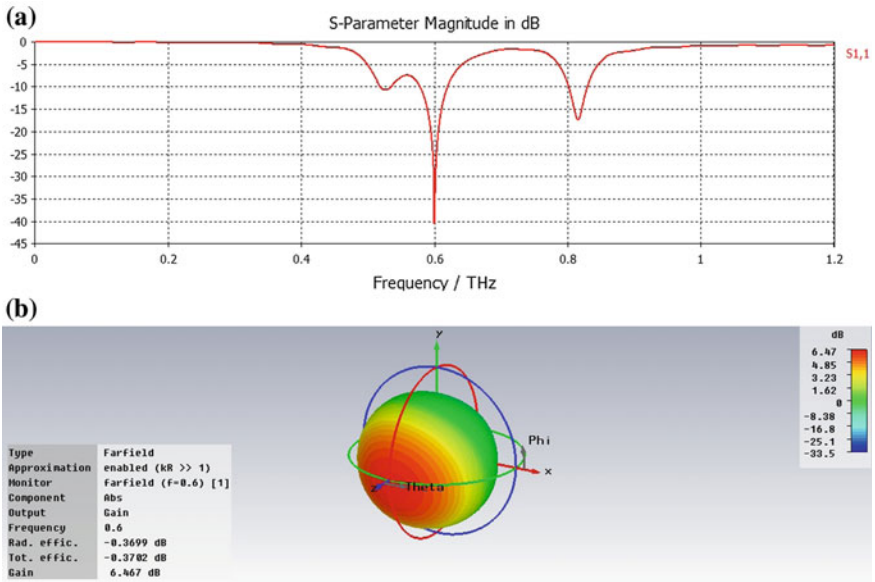 (a)
S-Parameter Magnitude in dB
0
-5
-10
-15
-20
-25
-30
-35
-40
-45
S1,1
0 0.2 0.4 0.6 0.8 1 1.2
Frequency / THz
(b)
y
Phi
x
z
Theta
dB
6.47
4.85
3.23
1.62
0
-8.38
-16.8
-25.1
-33.5
Type Farfield
Approximation enabled (kR >> 1)
Monitor farfield (f=0.6) [1]
Component Abs
Output Gain
Frequency 0.6
Rad. effic. -0.3699 dB
Tot. effic. -0.3702 dB
Gain 6.467 dB